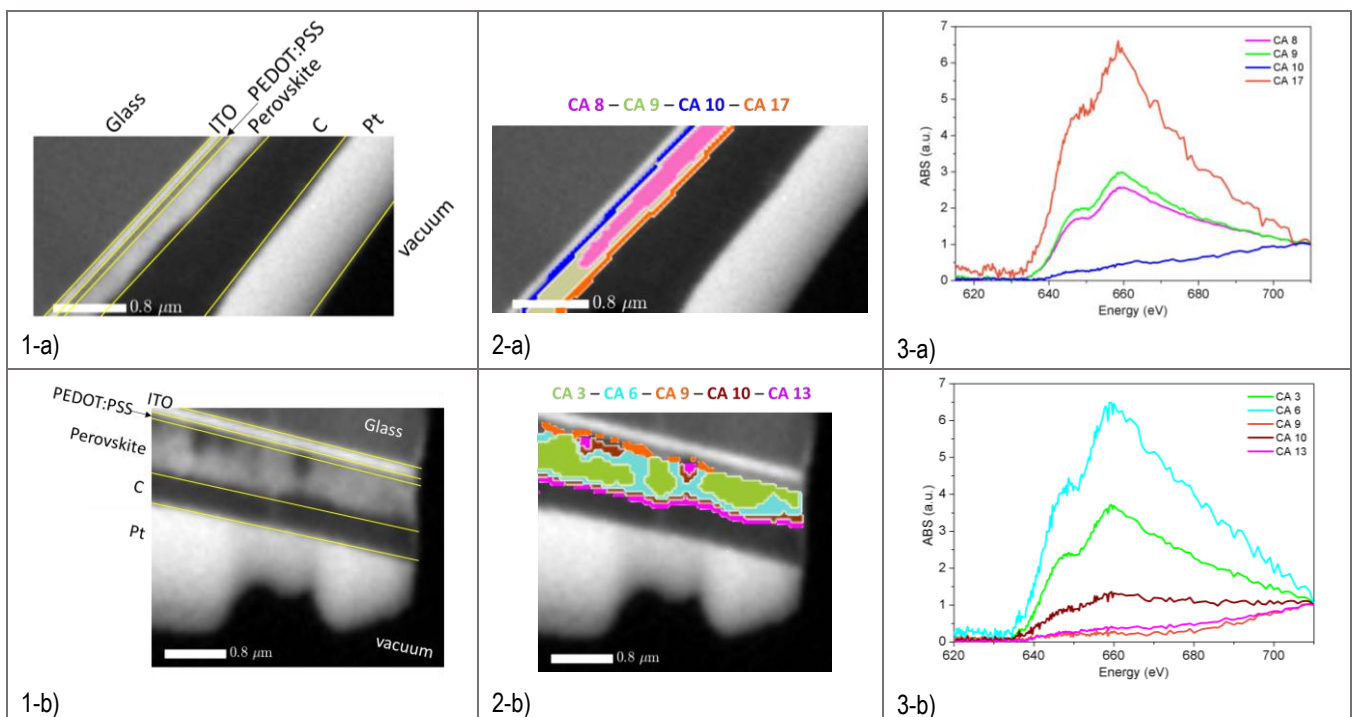 Glass
ITO
PEDOT:PSS
Perovskite
C
Pt
vacuum
0.8 μm
1-a)
CA 8 – CA 9 – CA 10 – CA 17
0.8 μm
2-a)
7
6
5
4
3
2
1
0
ABS (a.u.)
620 640 660 680 700
Energy (eV)
CA 8
CA 9
CA 10
CA 17
3-a)
PEDOT:PSS
ITO
Glass
Perovskite
C
Pt
vacuum
0.8 μm
1-b)
CA 3 – CA 6 – CA 9 – CA 10 – CA 13
0.8 μm
2-b)
7
6
5
4
3
2
1
0
ABS (a.u.)
620 640 660 680 700
Energy (eV)
CA 3
CA 6
CA 9
CA 10
CA 13
3-b)